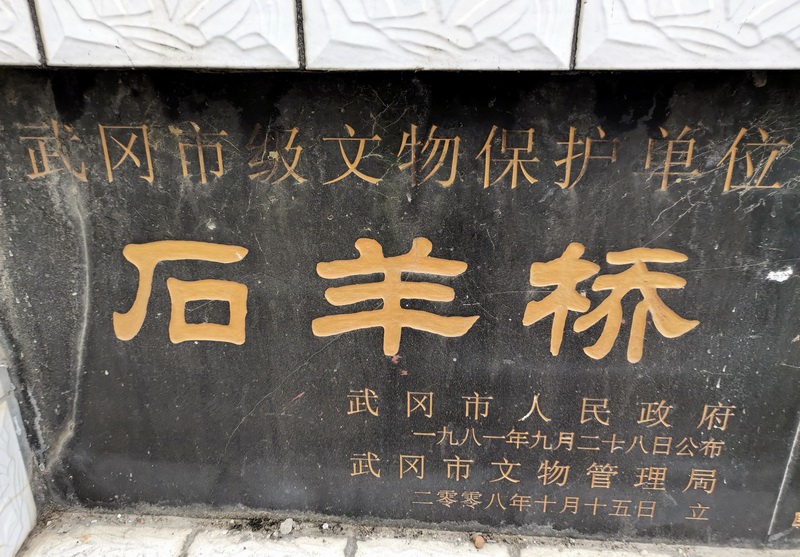 武冈市级文物保护单位
石羊桥
武冈市人民政府
一九八一年九月二十八日公布
武冈市文物管理局
二零零八年十月十五日 立